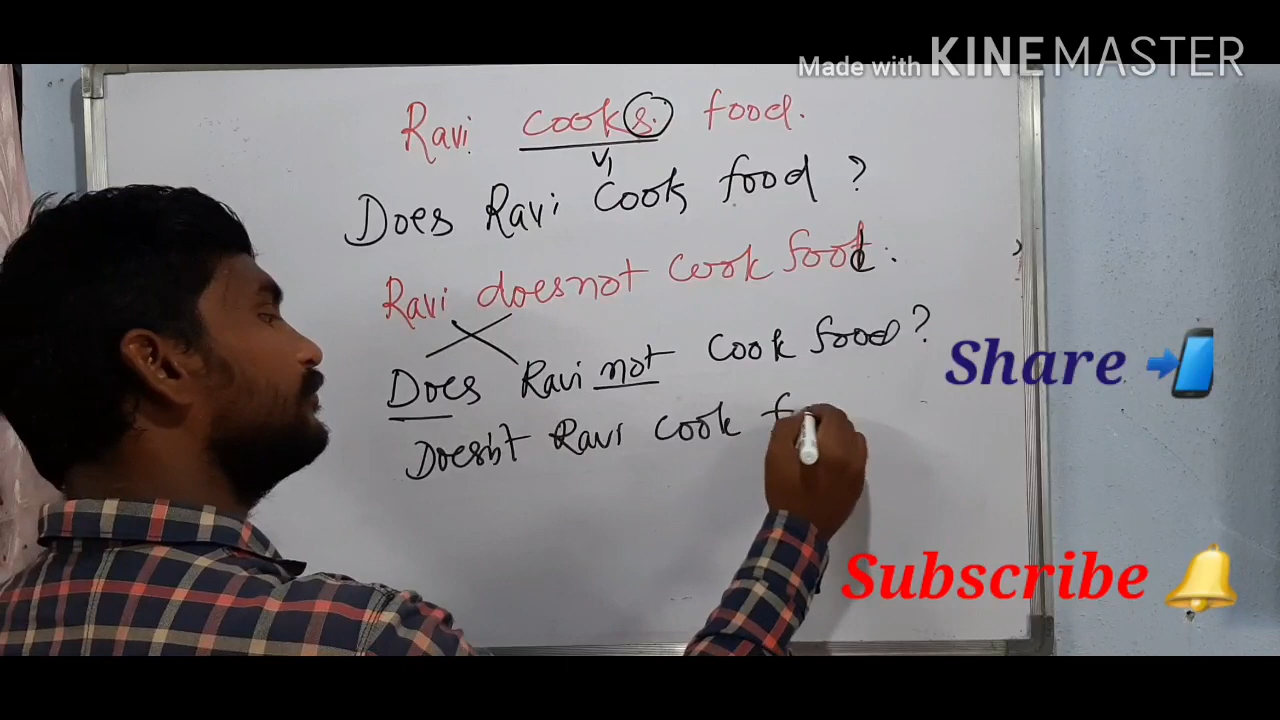 Made with KINEMASTER
Ravi cooks. food.
V1
Does Ravi cook food ?
Ravi doesnot cook food.
Does Ravi not cook food?
Doesn't Ravi cook f
Share
Subscribe